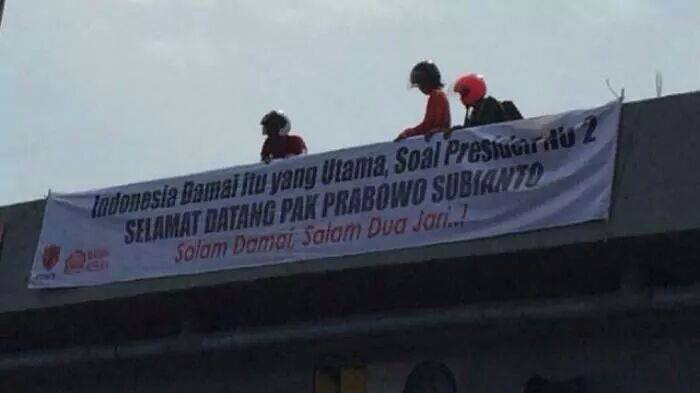 Indonesia Damai itu yang Utama, Soal Presiden No 2
SELAMAT DATANG PAK PRABOWO SUBIANTO
Salam Damai, Salam Dua Jari..!